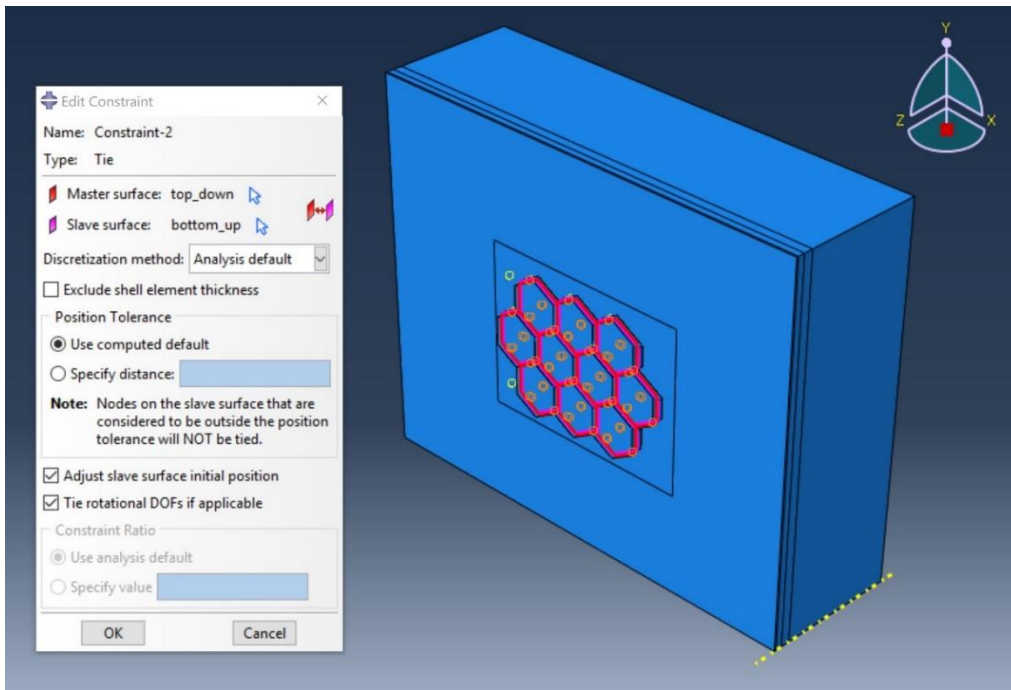 Edit Constraint
Name: Constraint-2
Type: Tie
Master surface: top_down
Slave surface: bottom_up
Discretization method: Analysis default
Exclude shell element thickness
Position Tolerance
Use computed default
Specify distance:
Note: Nodes on the slave surface that are
considered to be outside the position
tolerance will NOT be tied.
Adjust slave surface initial position
Tie rotational DOFs if applicable
Constraint Ratio
Use analysis default
Specify value
OK Cancel
Y
Z X